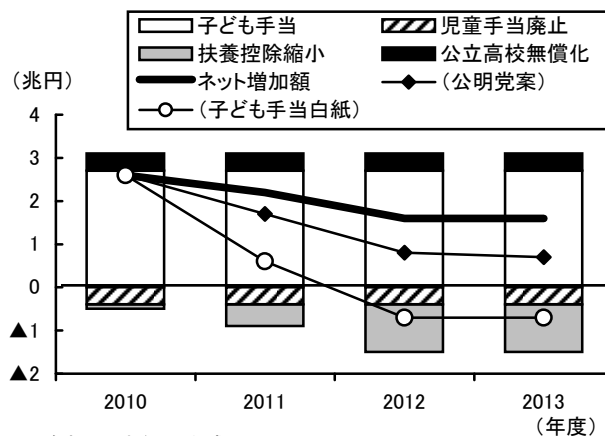 子ども手当 児童手当廃止
扶養控除縮小 公立高校無償化
ネット増加額 (公明党案)
(子ども手当白紙)
(兆円)
4
3
2
1
0
▲1
▲2
2010 2011 2012 2013
(年度)